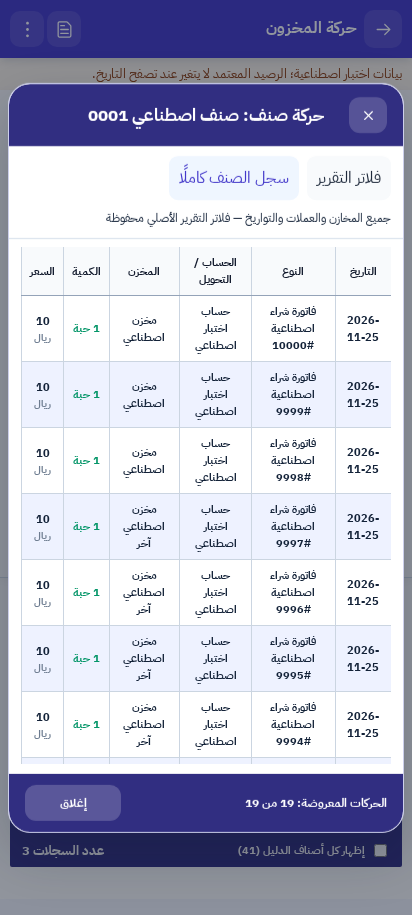 حركة المخزون
بيانات اختبار اصطناعية؛ الرصيد المعتمد لا يتغير عند تصفح التاريخ.
حركة صنف: صنف اصطناعي 0001
فلاتر التقرير
سجل الصنف كاملًا
جميع المخازن والعملات والتواريخ — فلاتر التقرير الأصلي محفوظة
التاريخ النوع الحساب / التحويل المخزن الكمية السعر
2026-11-25 فاتورة شراء اصطناعية #10000 حساب اختبار اصطناعي مخزن اصطناعي 1 حبة 10 ريال
2026-11-25 فاتورة شراء اصطناعية #9999 حساب اختبار اصطناعي مخزن اصطناعي 1 حبة 10 ريال
2026-11-25 فاتورة شراء اصطناعية #9998 حساب اختبار اصطناعي مخزن اصطناعي 1 حبة 10 ريال
2026-11-25 فاتورة شراء اصطناعية #9997 حساب اختبار اصطناعي مخزن اصطناعي آخر 1 حبة 10 ريال
2026-11-25 فاتورة شراء اصطناعية #9996 حساب اختبار اصطناعي مخزن اصطناعي آخر 1 حبة 10 ريال
2026-11-25 فاتورة شراء اصطناعية #9995 حساب اختبار اصطناعي مخزن اصطناعي آخر 1 حبة 10 ريال
2026-11-25 فاتورة شراء اصطناعية #9994 حساب اختبار اصطناعي مخزن اصطناعي آخر 1 حبة 10 ريال
الحركات المعروضة: 19 من 19
إغلاق
إظهار كل أصناف الدليل (41)
عدد السجلات 3